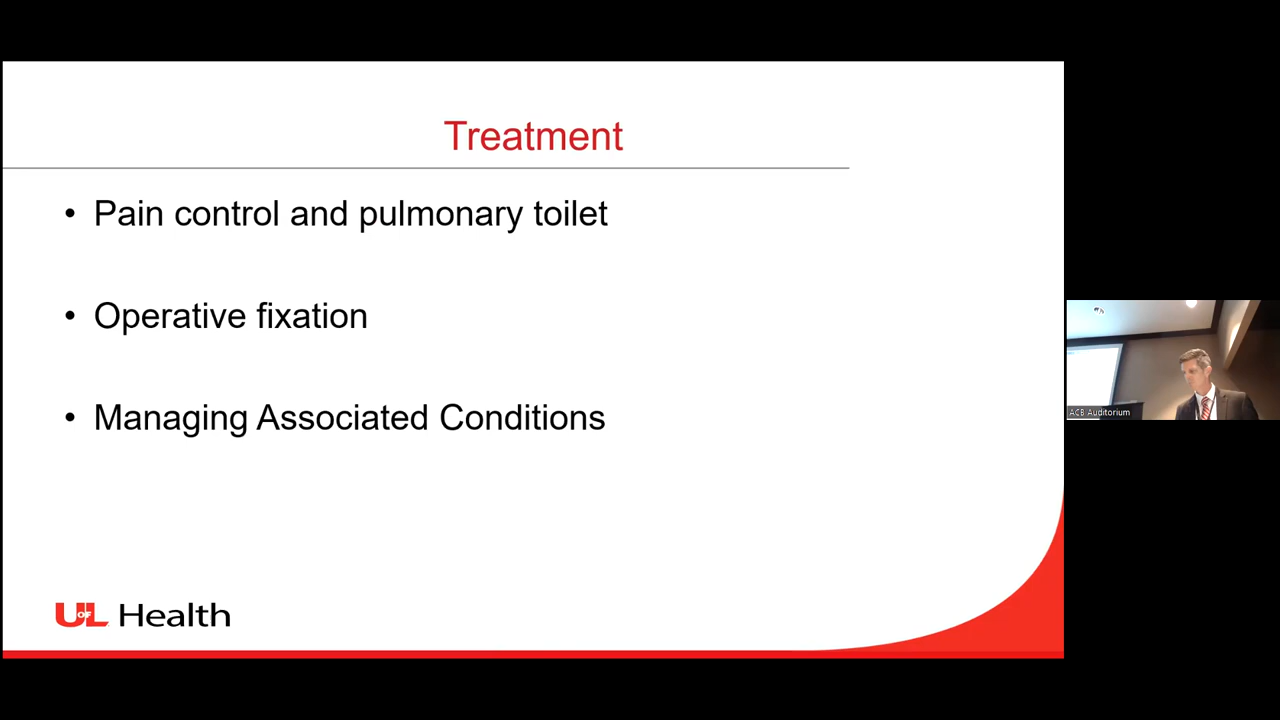 Treatment
• Pain control and pulmonary toilet
• Operative fixation
• Managing Associated Conditions
UofL Health
ACB Auditorium